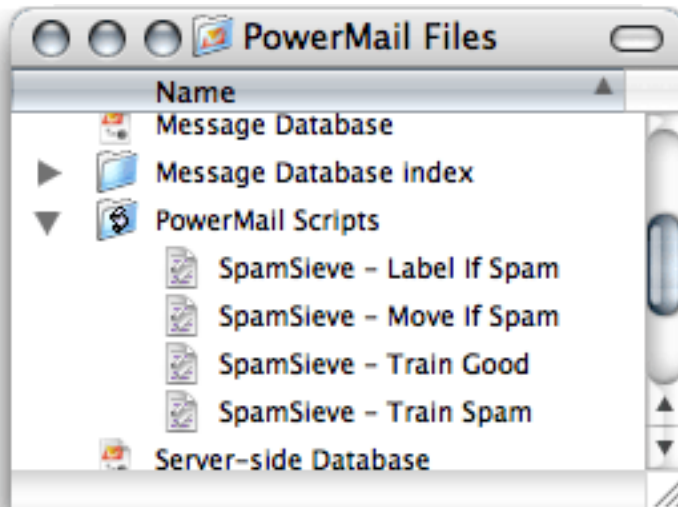 PowerMail Files
Name
Message Database
Message Database index
PowerMail Scripts
SpamSieve – Label If Spam
SpamSieve – Move If Spam
SpamSieve – Train Good
SpamSieve – Train Spam
Server-side Database